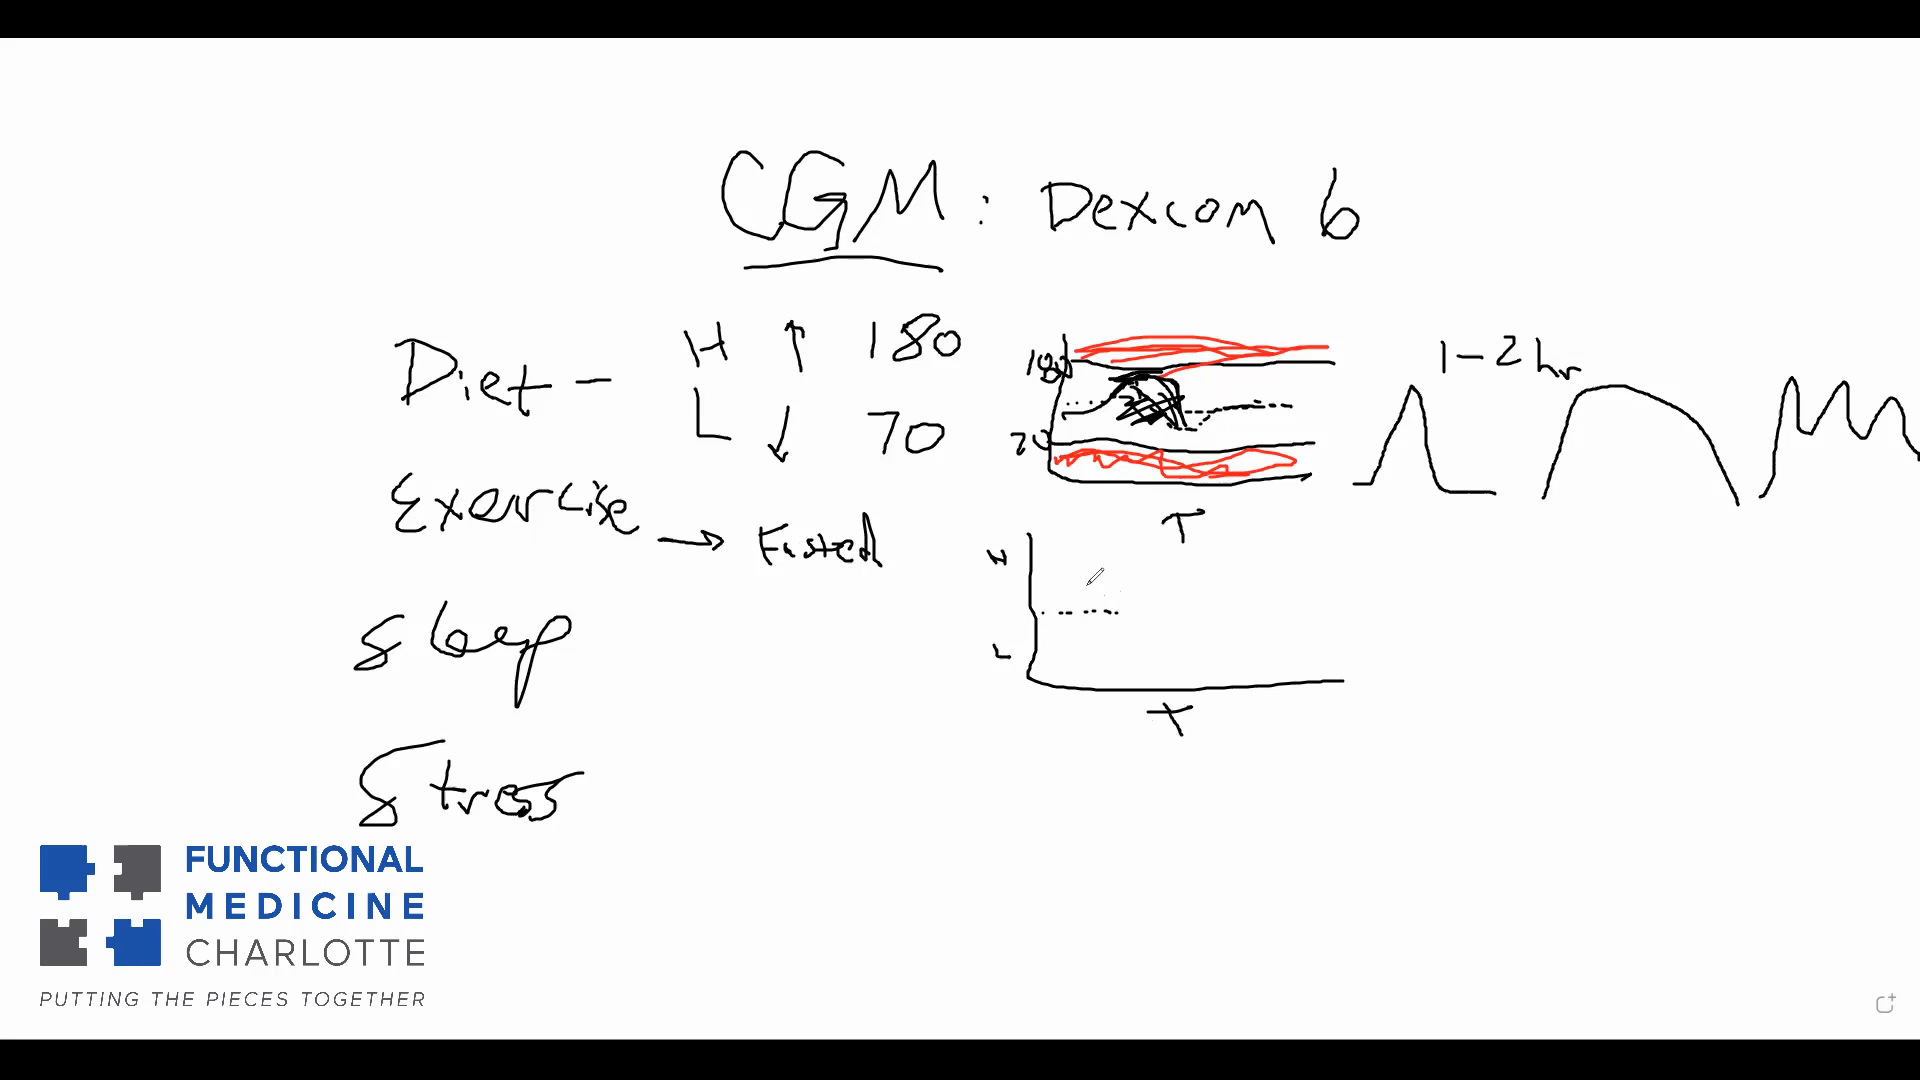 CGM: Dexcom 6
Diet - H ↑ 180
L ↓ 70
180
70
T
1-2 hr
Exercise → Fasted
H
L
T
Sleep
Stress
FUNCTIONAL
MEDICINE
CHARLOTTE
PUTTING THE PIECES TOGETHER